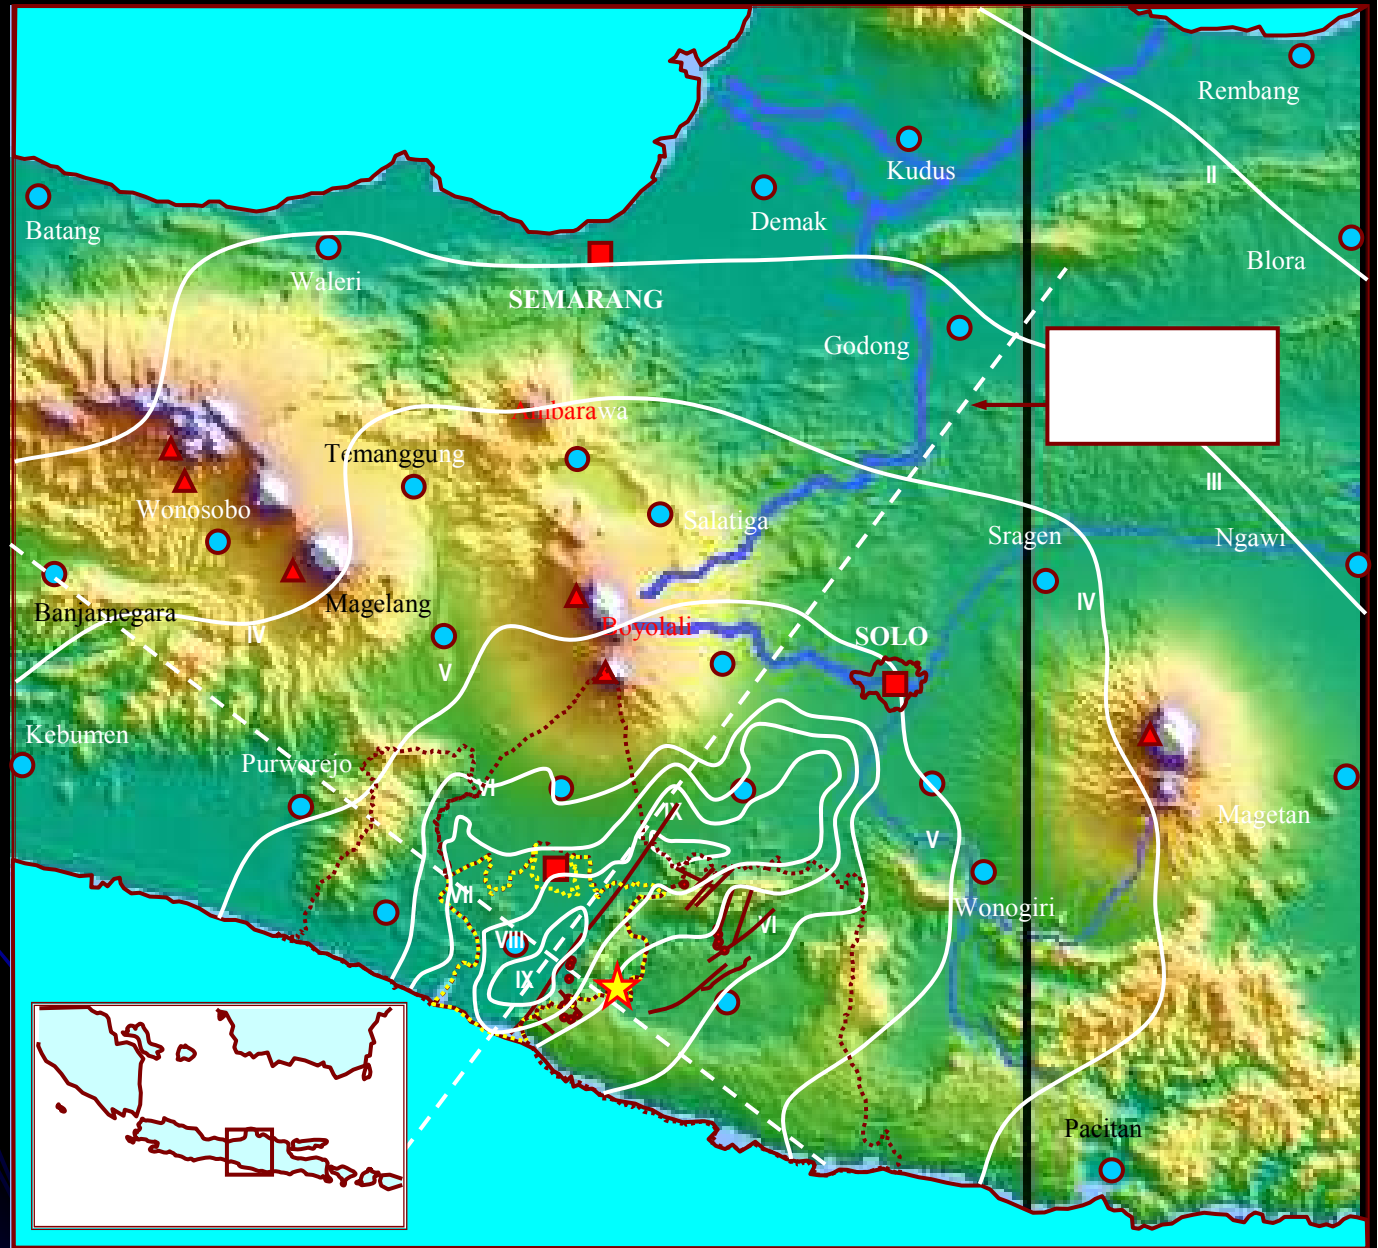 Rembang
Kudus
II
Demak
Batang
Blora
Waleri
SEMARANG
Godong
Ambarawa
Temanggung
III
Wonosobo
Salatiga
Sragen
Ngawi
IV
Banjarnegara
Magelang
IV
Boyolali
SOLO
V
Kebumen
Purworejo
VI
IX
Magetan
V
VII
Wonogiri
VI
VIII
IX
Pacitan